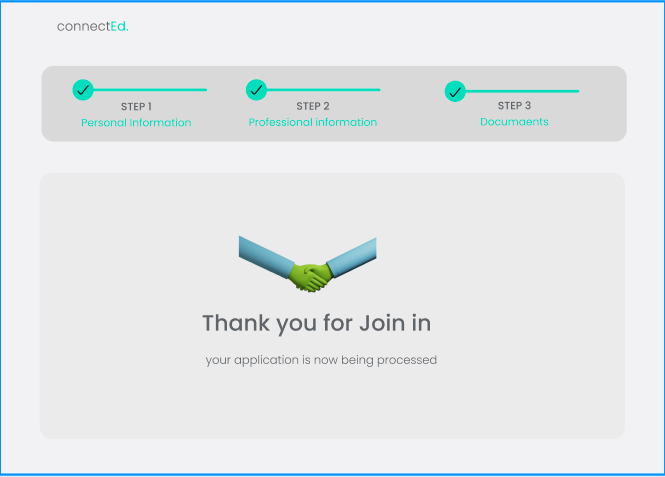 connectEd.
STEP 1
Personal Information
STEP 2
Professional information
STEP 3
Documaents
Thank you for Join in
your application is now being processed